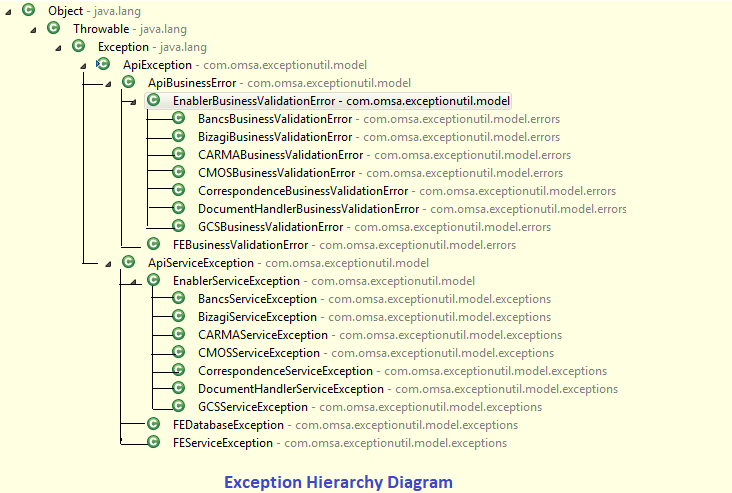 Object - java.lang
Throwable - java.lang
Exception - java.lang
ApiException - com.omsa.exceptionutil.model
ApiBusinessError - com.omsa.exceptionutil.model
EnablerBusinessValidationError - com.omsa.exceptionutil.model
BancsBusinessValidationError - com.omsa.exceptionutil.model.errors
BizagiBusinessValidationError - com.omsa.exceptionutil.model.errors
CARMABusinessValidationError - com.omsa.exceptionutil.model.errors
CMOSBusinessValidationError - com.omsa.exceptionutil.model.errors
CorrespondenceBusinessValidationError - com.omsa.exceptionutil.model.errors
DocumentHandlerBusinessValidationError - com.omsa.exceptionutil.model.errors
GCSBusinessValidationError - com.omsa.exceptionutil.model.errors
FEBusinessValidationError - com.omsa.exceptionutil.model.errors
ApiServiceException - com.omsa.exceptionutil.model
EnablerServiceException - com.omsa.exceptionutil.model
BancsServiceException - com.omsa.exceptionutil.model.exceptions
BizagiServiceException - com.omsa.exceptionutil.model.exceptions
CARMAServiceException - com.omsa.exceptionutil.model.exceptions
CMOSServiceException - com.omsa.exceptionutil.model.exceptions
CorrespondenceServiceException - com.omsa.exceptionutil.model.exceptions
DocumentHandlerServiceException - com.omsa.exceptionutil.model.exceptions
GCSServiceException - com.omsa.exceptionutil.model.exceptions
FEDatabaseException - com.omsa.exceptionutil.model.exceptions
FEServiceException - com.omsa.exceptionutil.model.exceptions
Exception Hierarchy Diagram